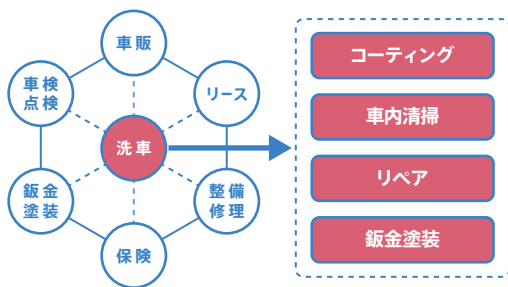 車販
車検
点検
リース
洗車
鈑金
塗装
整備
修理
保険
コーティング
車内清掃
リペア
鈑金塗装